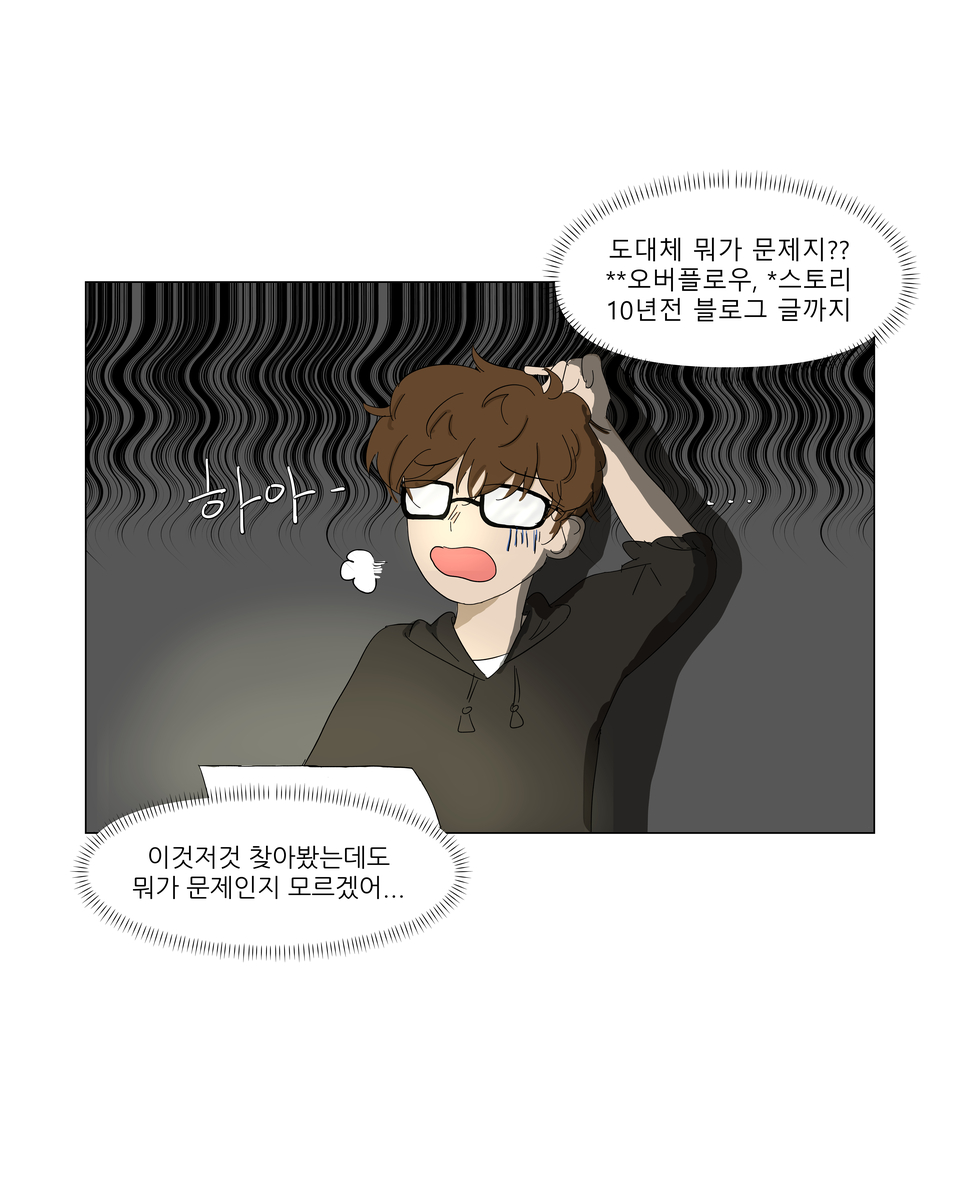 도대체 뭐가 문제지??
**오버플로우, *스토리
10년전 블로그 글까지
하아-
...
이것저것 찾아봤는데도
뭐가 문제인지 모르겠어...